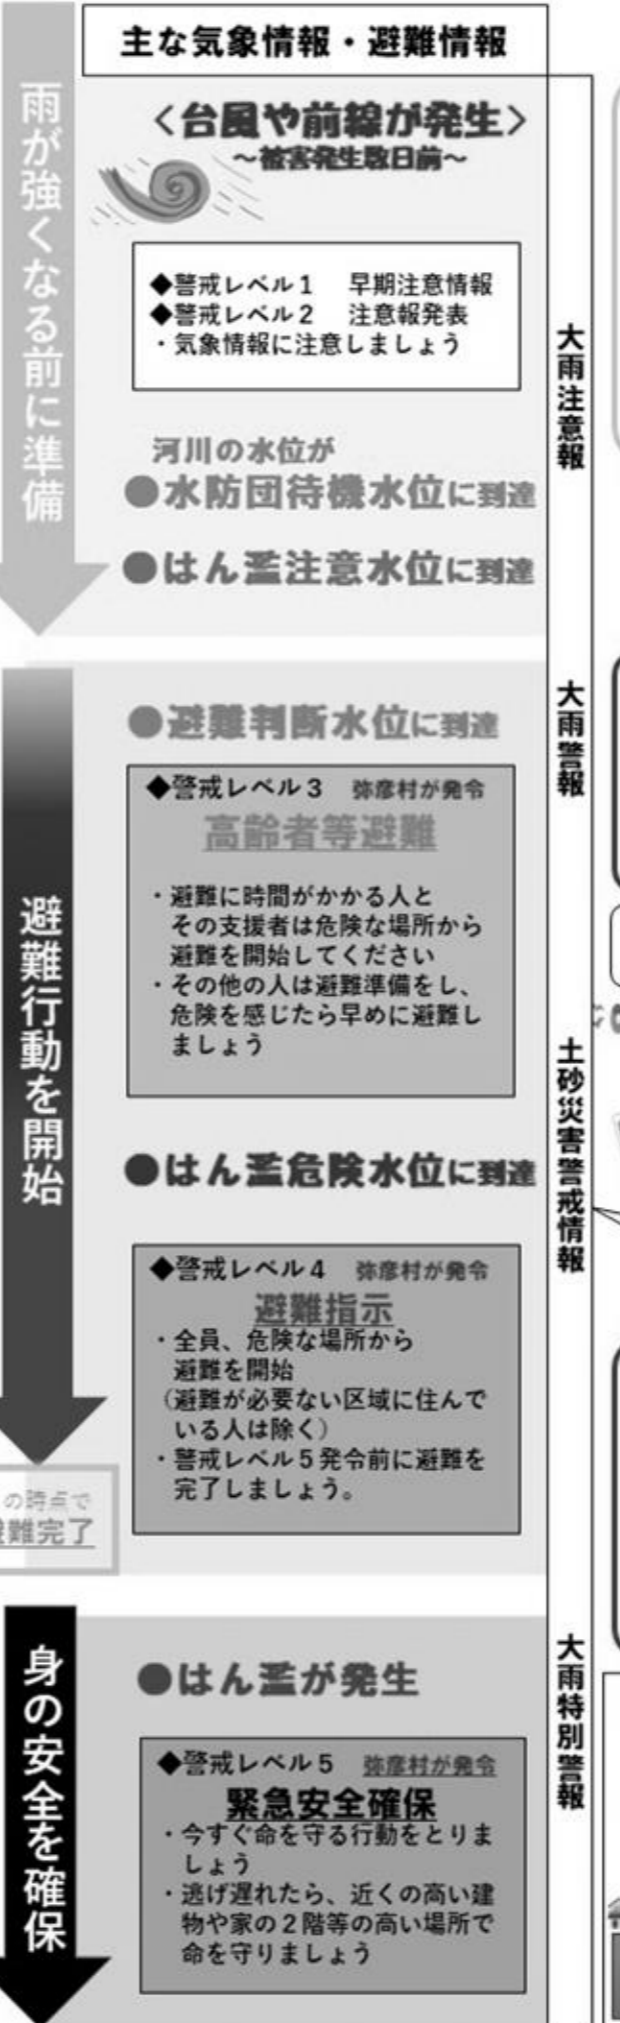 主な気象情報・避難情報
雨が強くなる前に準備
<台風や前線が発生>
~被害発生数日前~
◆警戒レベル1 早期注意情報
◆警戒レベル2 注意報発表
・気象情報に注意しましょう
河川の水位が
●水防団待機水位に到達
●はん濫注意水位に到達
大雨注意報
避難行動を開始
●避難判断水位に到達
大雨警報
◆警戒レベル3 弥彦村が発令
高齢者等避難
・避難に時間がかかる人と
その支援者は危険な場所から
避難を開始してください
・その他の人は避難準備をし、
危険を感じたら早めに避難し
ましょう
●はん濫危険水位に到達
土砂災害警戒情報
◆警戒レベル4 弥彦村が発令
避難指示
・全員、危険な場所から
避難を開始
(避難が必要ない区域に住んで
いる人は除く)
・警戒レベル5発令前に避難を
完了しましょう。
の時点で
難完了
身の安全を確保
●はん濫が発生
大雨特別警報
◆警戒レベル5 弥彦村が発令
緊急安全確保
・今すぐ命を守る行動をとりま
しょう
・逃げ遅れたら、近くの高い建
物や家の2階等の高い場所で
命を守りましょう